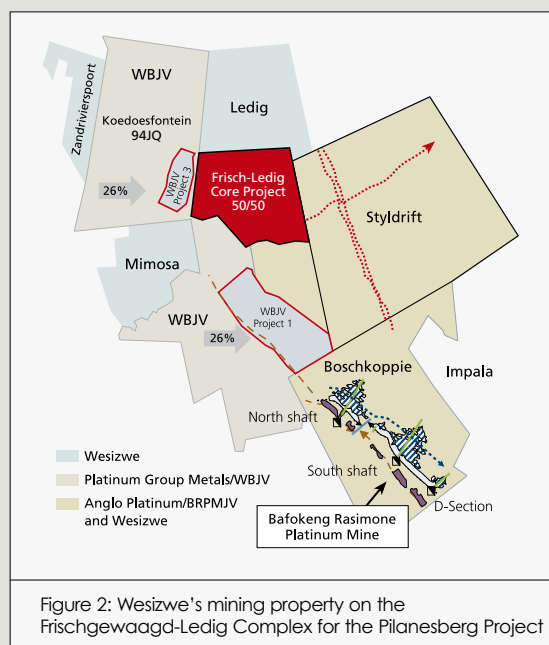 WBJV
Zandrivierspoort
Koedoesfontein
94JQ
Ledig
26%
WBJV
Project 3
Frisch-Ledig
Core Project
50/50
Styldrift
Mimosa
WBJV
26%
WBJV
Project 1
Boschkoppie
Impala
North shaft
South shaft
D-Section
Bafokeng Rasimone
Platinum Mine
Wesizwe
Platinum Group Metals/WBJV
Anglo Platinum/BRPMJV
and Wesizwe
Figure 2: Wesizwe's mining property on the
Frischgewaagd-Ledig Complex for the Pilanesberg Project